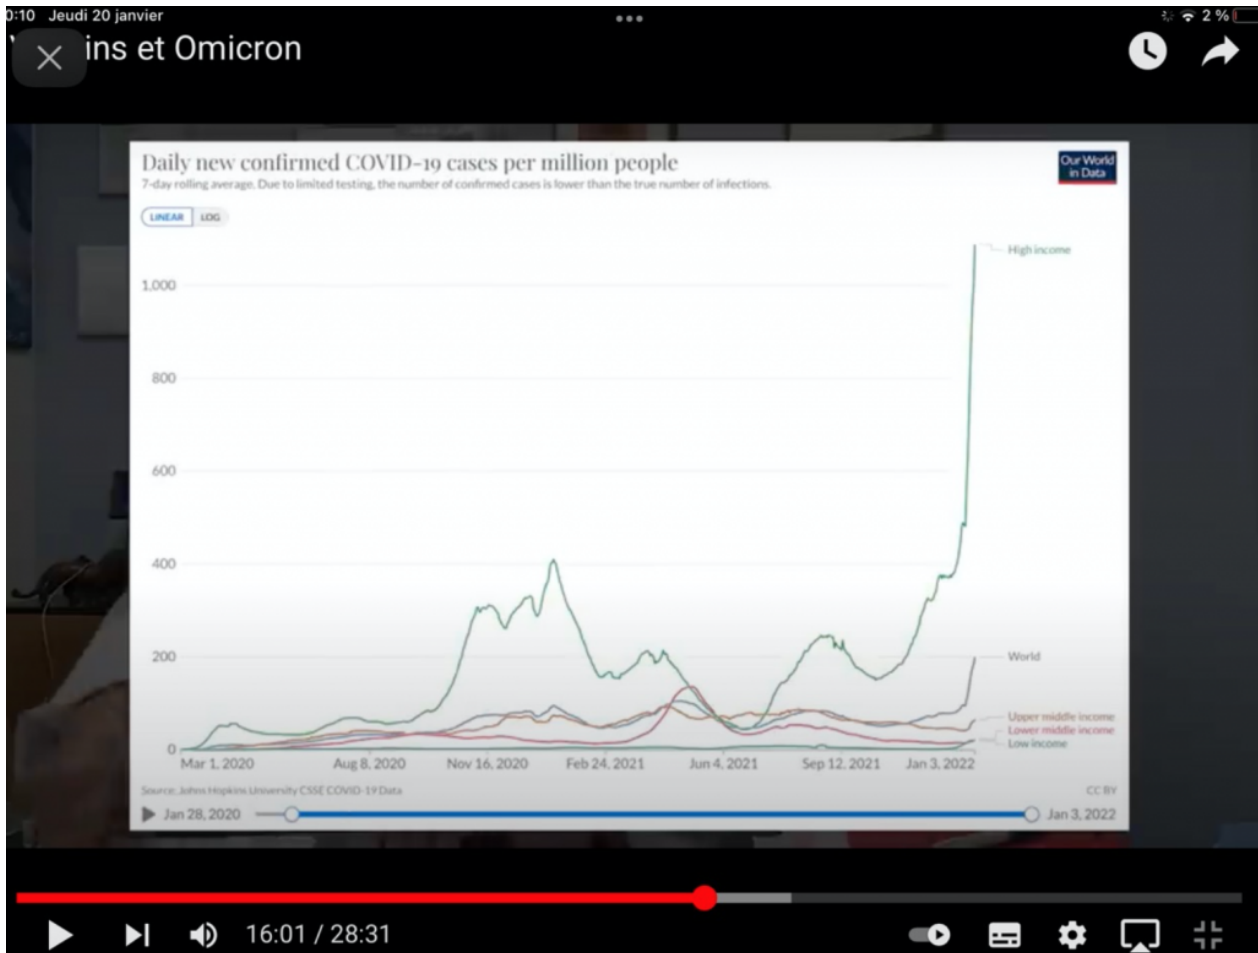 0:10 Jeudi 20 janvier
2 %
ins et Omicron
Daily new confirmed COVID-19 cases per million people
Our World
in Data
7-day rolling average. Due to limited testing, the number of confirmed cases is lower than the true number of infections.
LINEAR LOG
High income
1,000
800
600
400
200
World
Upper middle income
Lower middle income
Low income
0
Mar 1, 2020 Aug 8, 2020 Nov 16, 2020 Feb 24, 2021 Jun 4, 2021 Sep 12, 2021 Jan 3, 2022
Source: Johns Hopkins University CSSE COVID-19 Data
CC BY
Jan 28, 2020
Jan 3, 2022
16:01 / 28:31